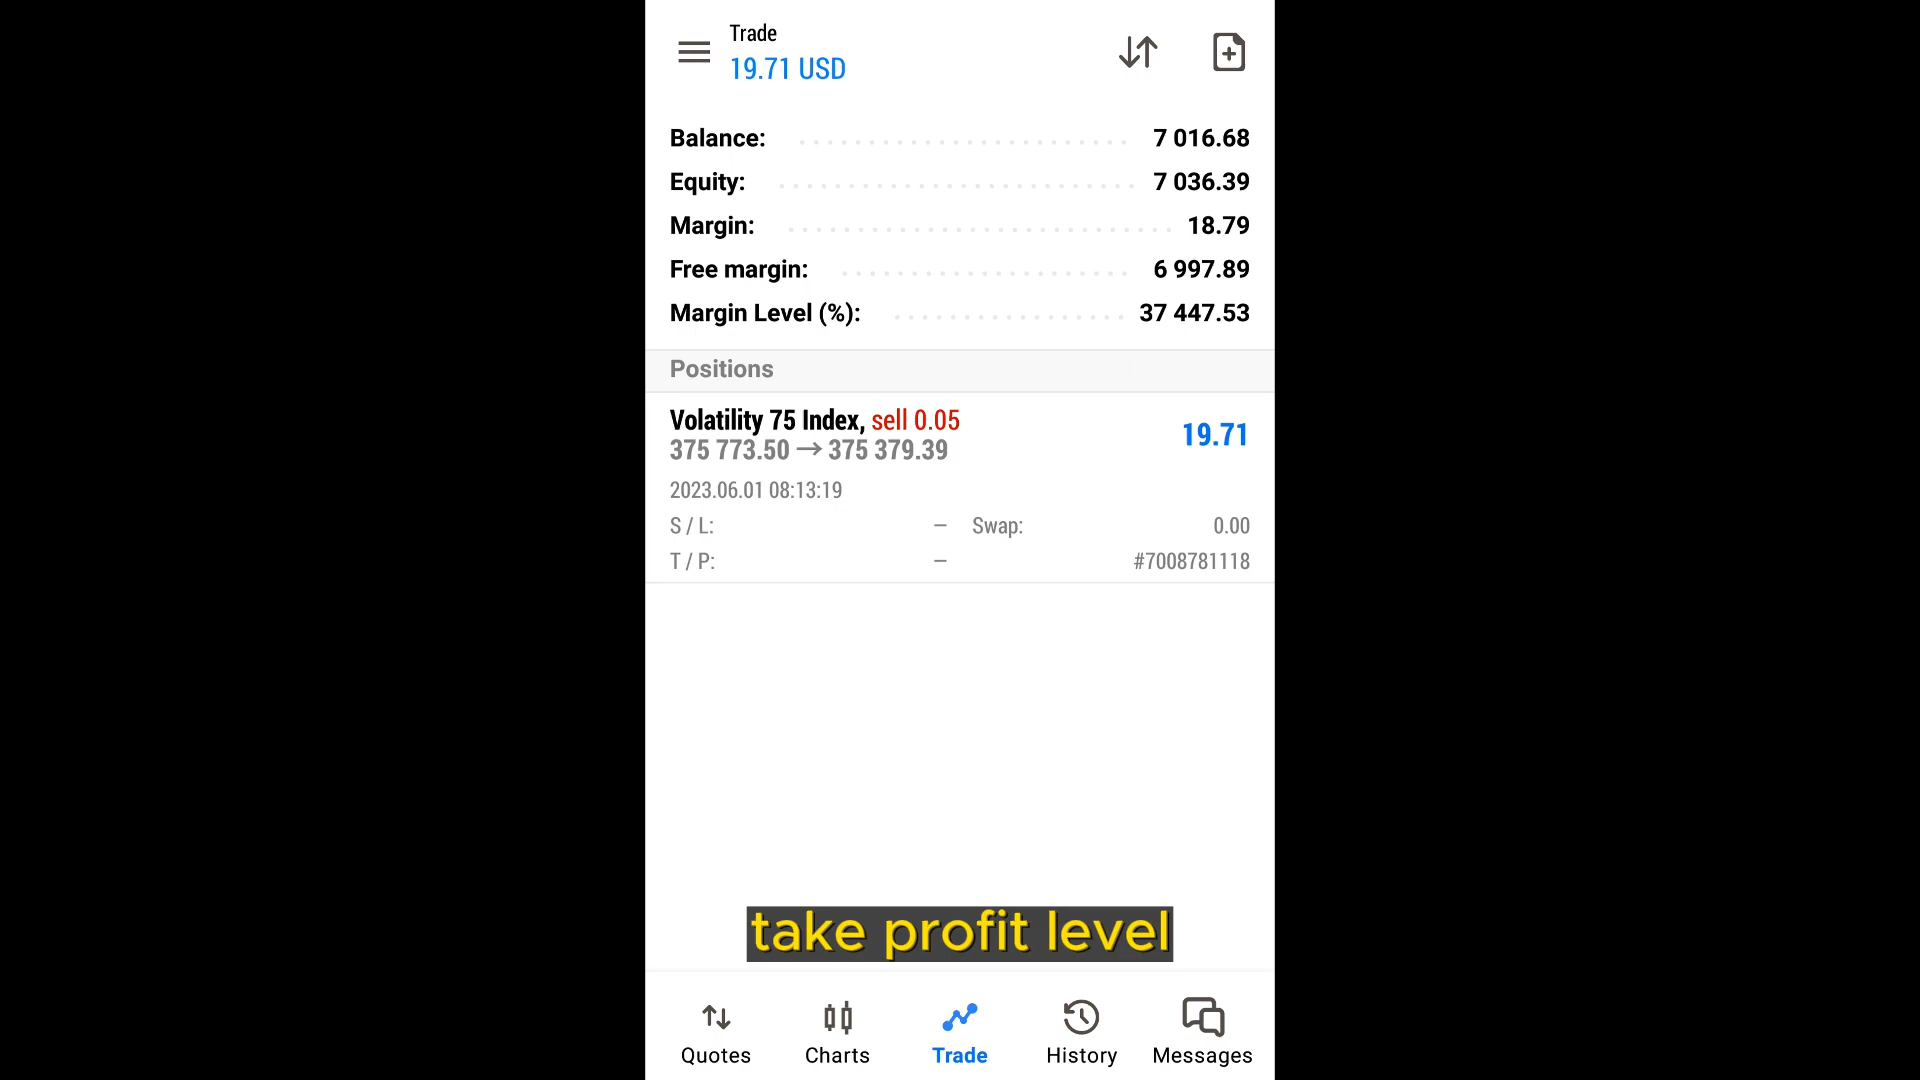 Trade
19.71 USD
Balance: 7 016.68
Equity: 7 036.39
Margin: 18.79
Free margin: 6 997.89
Margin Level (%): 37 447.53
Positions
Volatility 75 Index, sell 0.05
19.71
375 773.50 → 375 379.39
2023.06.01 08:13:19
S / L: – Swap: 0.00
T / P: – #7008781118
take profit level
Quotes Charts Trade History Messages